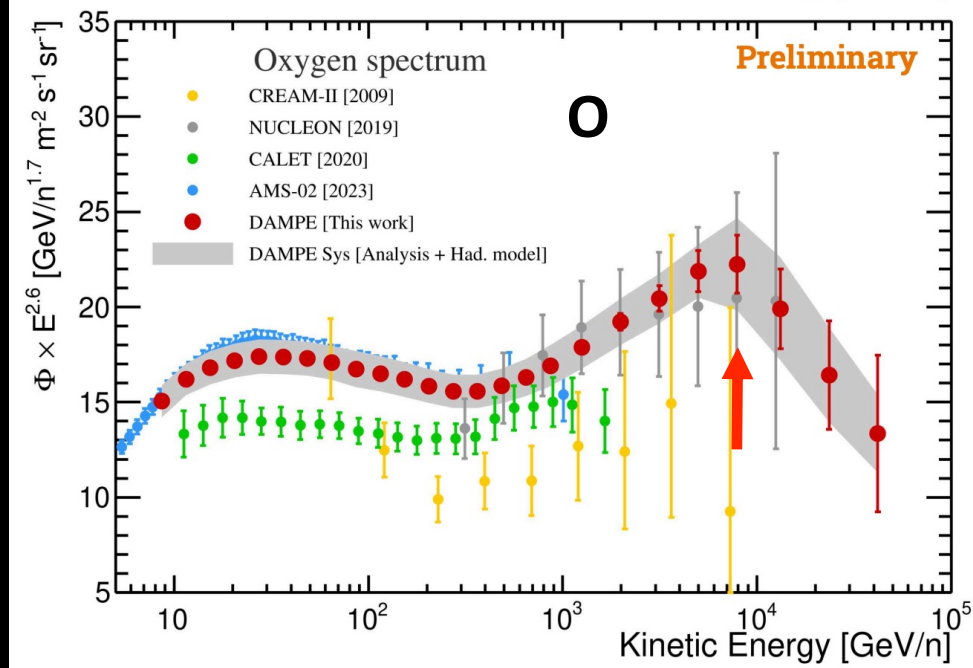 35
30
25
20
15
10
5
Φ × E^2.6 [GeV/n^1.7 m^-2 s^-1 sr^-1]
Oxygen spectrum
Preliminary
O
CREAM-II [2009]
NUCLEON [2019]
CALET [2020]
AMS-02 [2023]
DAMPE [This work]
DAMPE Sys [Analysis + Had. model]
10 10^2 10^3 10^4 10^5
Kinetic Energy [GeV/n]